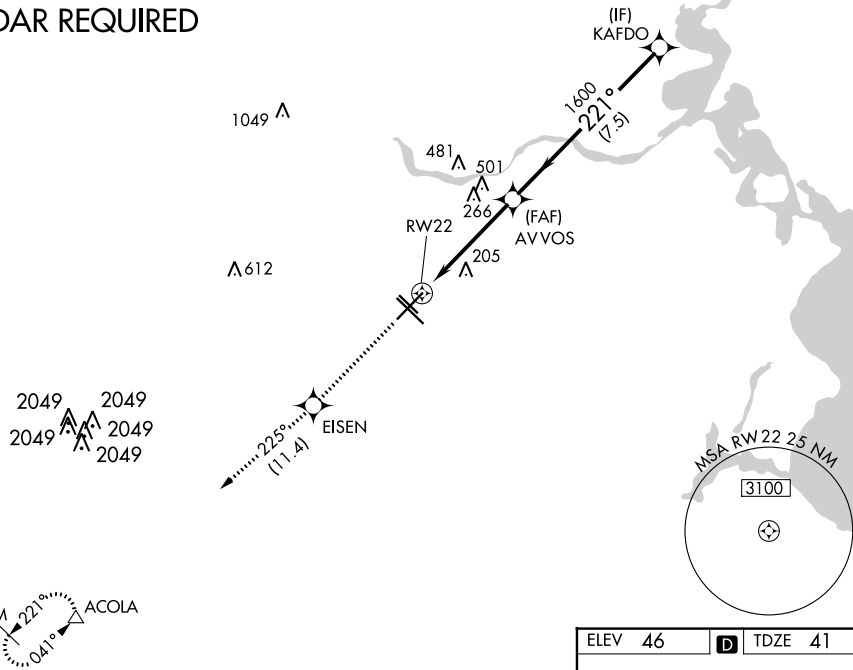 DAR REQUIRED
(IF)
KAFDO
1600
221°
(7.5)
1049
481
501
266
(FAF)
AVVOS
RW22
205
612
2049
2049
2049
2049
2049
EISEN
225°
(11.4)
MSA RW22 25 NM
3100
221°
041°
ACOLA
ELEV 46 D TDZE 41